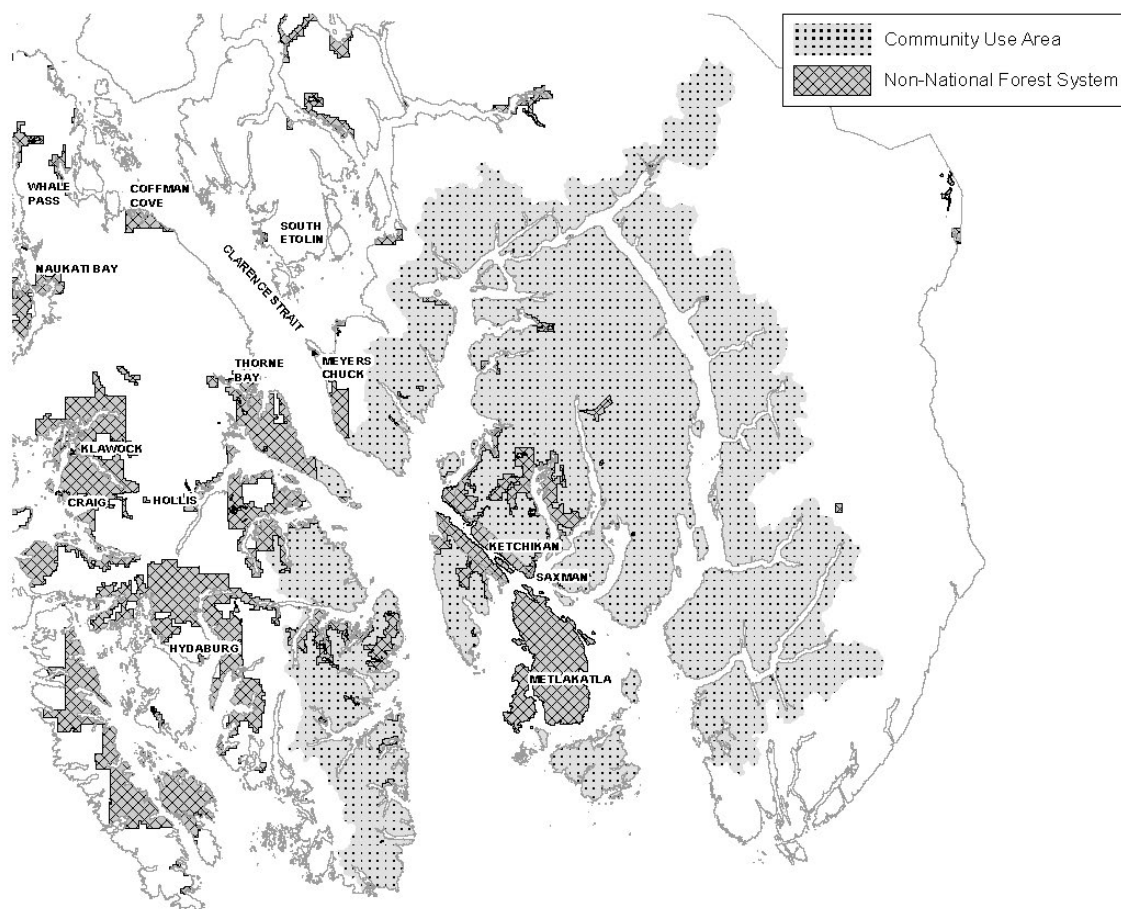 Community Use Area
Non-National Forest System
WHALE
PASS
COFFMAN
COVE
SOUTH
ETOLIN
NAUKATI BAY
CLARENCE STRAIT
THORNE
BAY
MEYERS
CHUCK
KLAWOCK
CRAIG
HOLLIS
KETCHIKAN
SAXMAN
HYDABURG
METLAKATLA